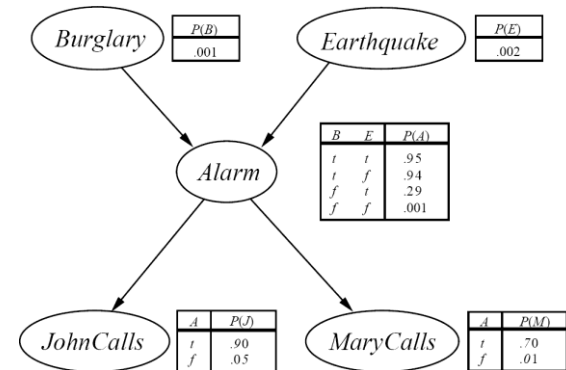 Burglary
P(B)
.001
Earthquake
P(E)
.002
Alarm
B E P(A)
t t .95
t f .94
f t .29
f f .001
JohnCalls
A P(J)
t .90
f .05
MaryCalls
A P(M)
t .70
f .01